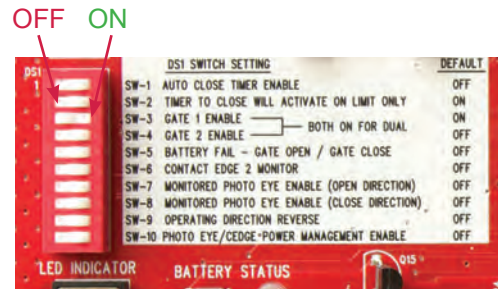 OFF ON
DS1 SWITCH SETTING DEFAULT
DS1
1
SW-1 AUTO CLOSE TIMER ENABLE OFF
SW-2 TIMER TO CLOSE WILL ACTIVATE ON LIMIT ONLY ON
SW-3 GATE 1 ENABLE ON
BOTH ON FOR DUAL
SW-4 GATE 2 ENABLE OFF
SW-5 BATTERY FAIL - GATE OPEN / GATE CLOSE OFF
SW-6 CONTACT EDGE 2 MONITOR OFF
SW-7 MONITORED PHOTO EYE ENABLE (OPEN DIRECTION) OFF
SW-8 MONITORED PHOTO EYE ENABLE (CLOSE DIRECTION) OFF
SW-9 OPERATING DIRECTION REVERSE OFF
SW-10 PHOTO EYE/CEDGE-POWER MANAGEMENT ENABLE OFF
LED INDICATOR BATTERY STATUS Q15